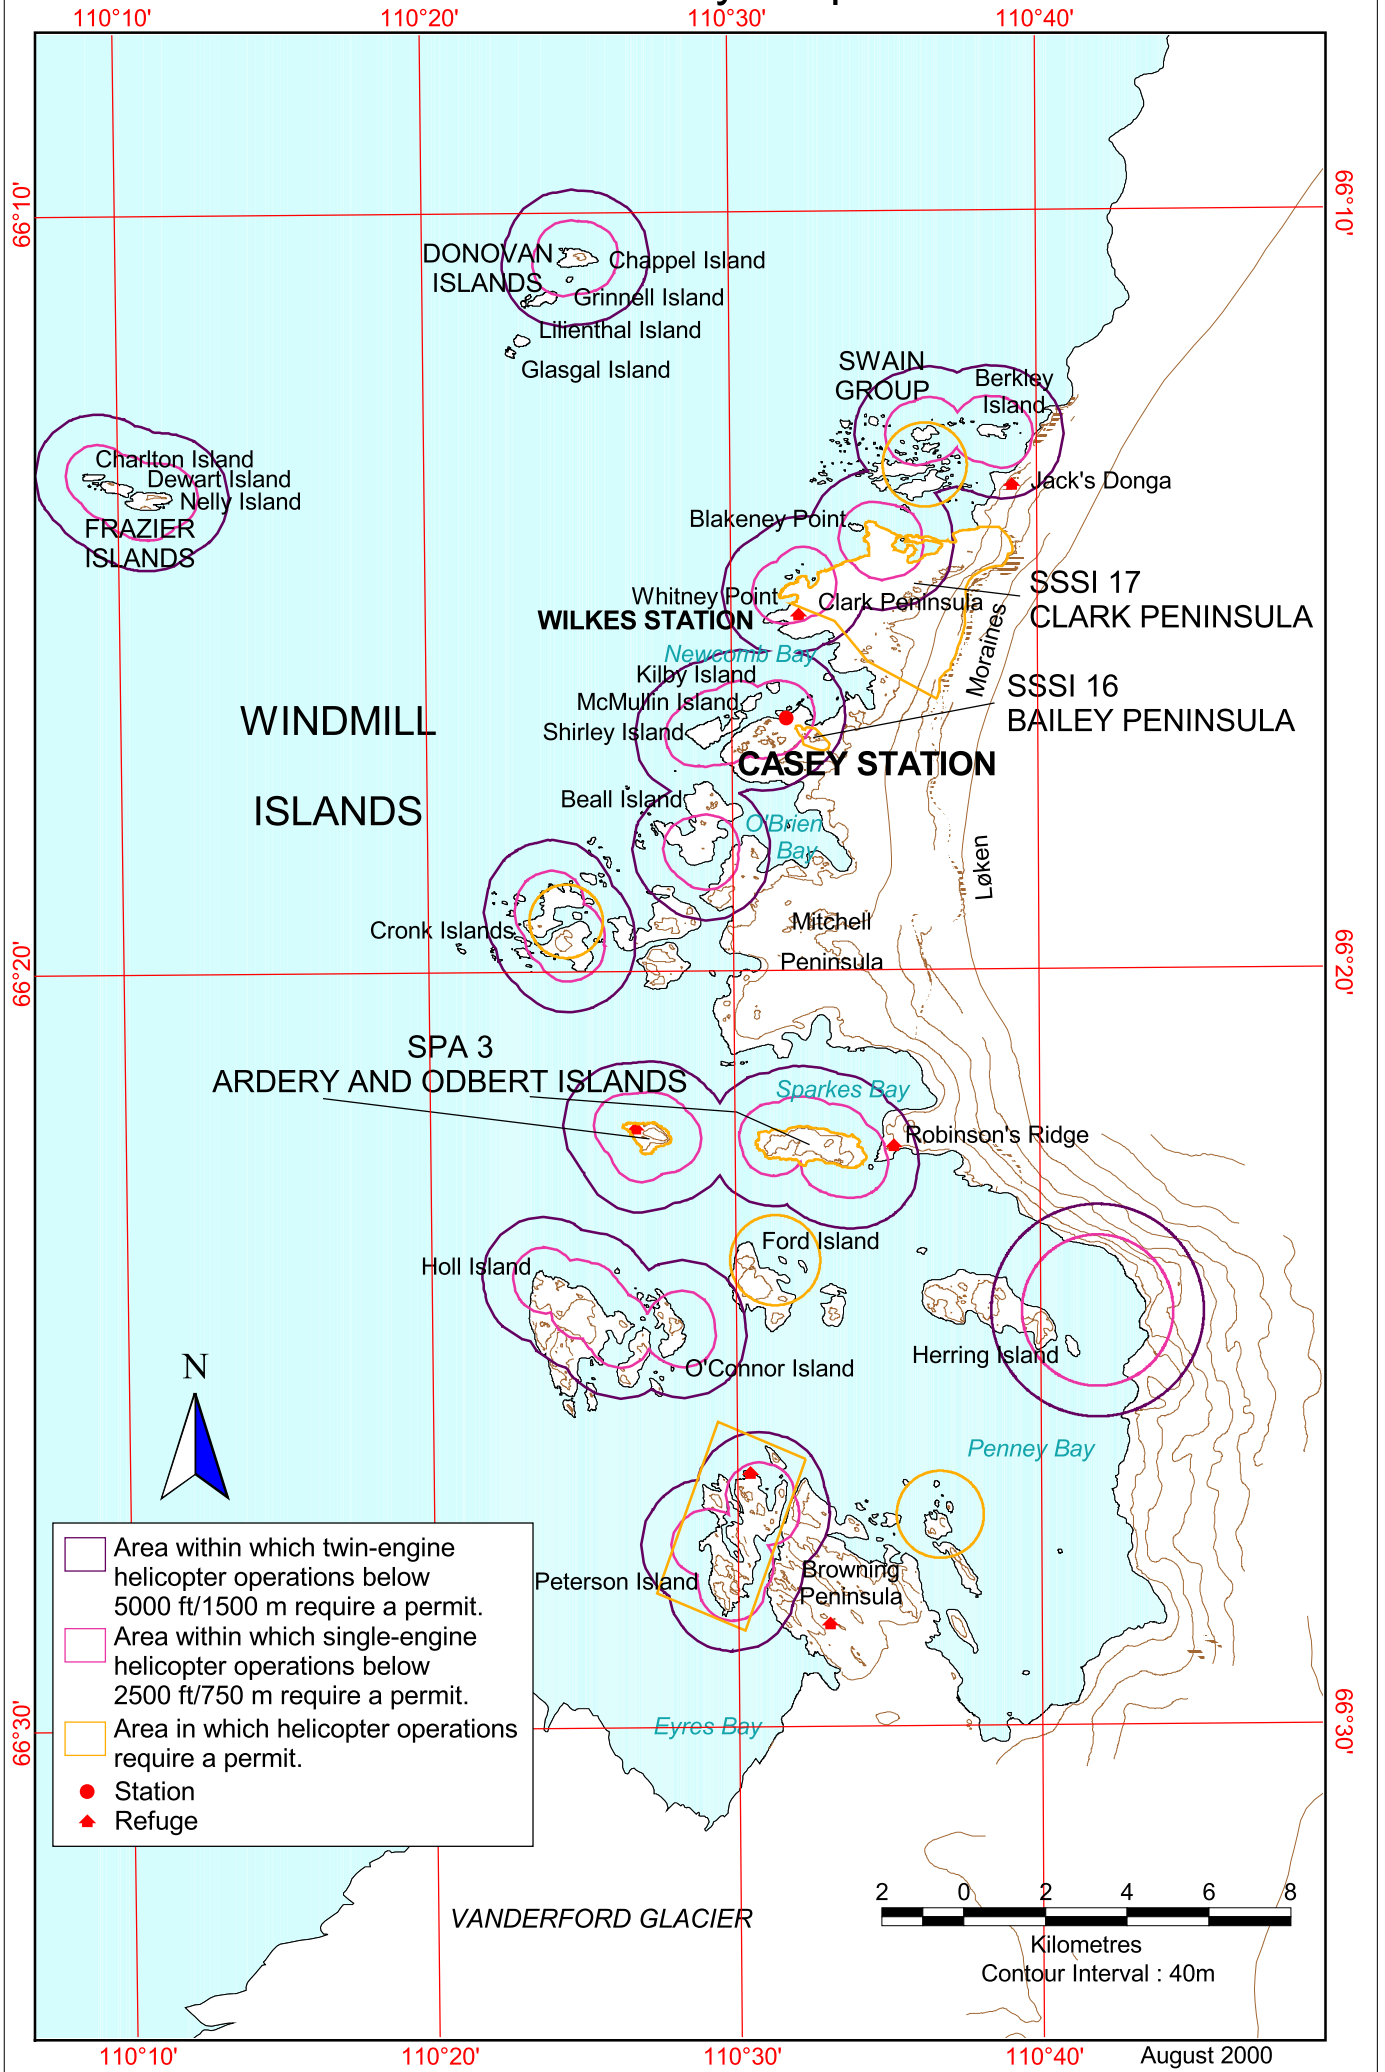 110°10'
110°20'
110°30'
110°40'
66°10'
66°10'
DONOVAN
ISLANDS
Chappel Island
Grinnell Island
Lilienthal Island
Glasgal Island
SWAIN
GROUP
Berkley
Island
Charlton Island
Dewart Island
Nelly Island
FRAZIER
ISLANDS
Jack's Donga
Blakeney Point
Whitney Point
Clark Peninsula
SSSI 17
CLARK PENINSULA
WILKES STATION
Newcomb Bay
Moraines
Kilby Island
McMullin Island
Shirley Island
SSSI 16
BAILEY PENINSULA
WINDMILL
ISLANDS
CASEY STATION
Beall Island
O'Brien
Bay
Løken
Cronk Islands
Mitchell
Peninsula
66°20'
66°20'
SPA 3
ARDERY AND ODBERT ISLANDS
Sparkes Bay
Robinson's Ridge
Ford Island
Holl Island
O'Connor Island
Herring Island
N
Penney Bay
Peterson Island
Browning
Peninsula
Area within which twin-engine
helicopter operations below
5000 ft/1500 m require a permit.
Area within which single-engine
helicopter operations below
2500 ft/750 m require a permit.
Area in which helicopter operations
require a permit.
Station
Refuge
66°30'
66°30'
Eyres Bay
VANDERFORD GLACIER
2 0 2 4 6 8
Kilometres
Contour Interval : 40m
110°10'
110°20'
110°30'
110°40'
August 2000